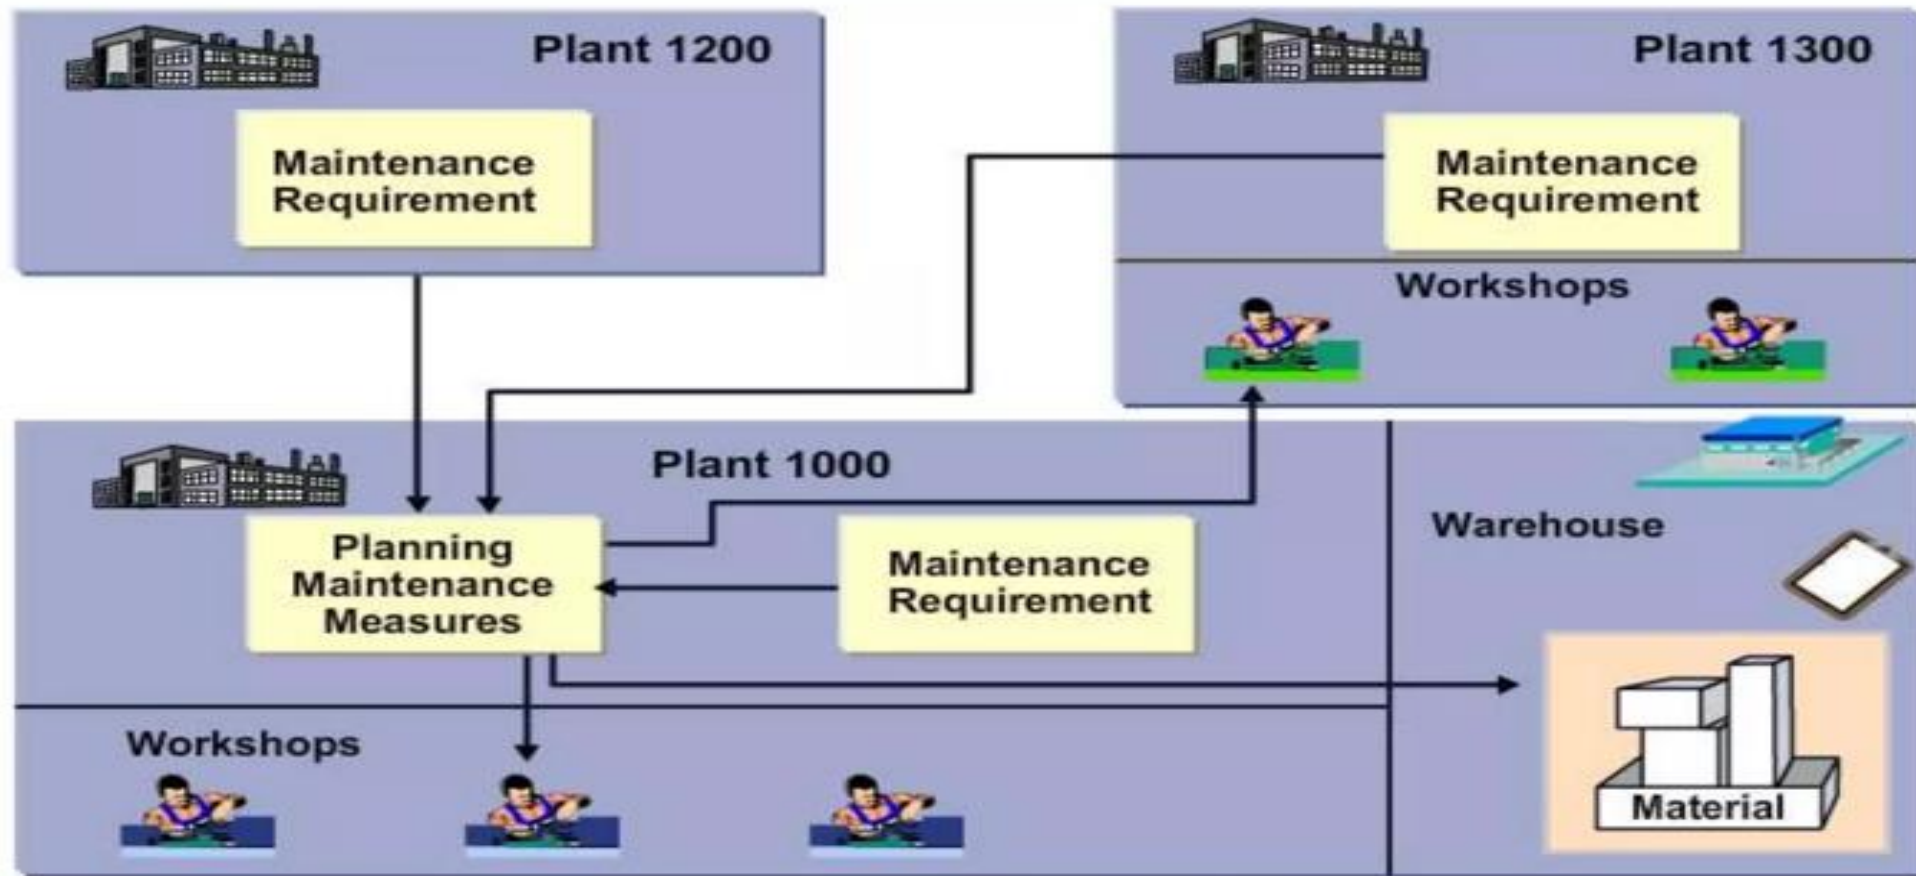 Plant 1200
Maintenance
Requirement
Plant 1300
Maintenance
Requirement
Workshops
Plant 1000
Planning
Maintenance
Measures
Maintenance
Requirement
Warehouse
Workshops
Material